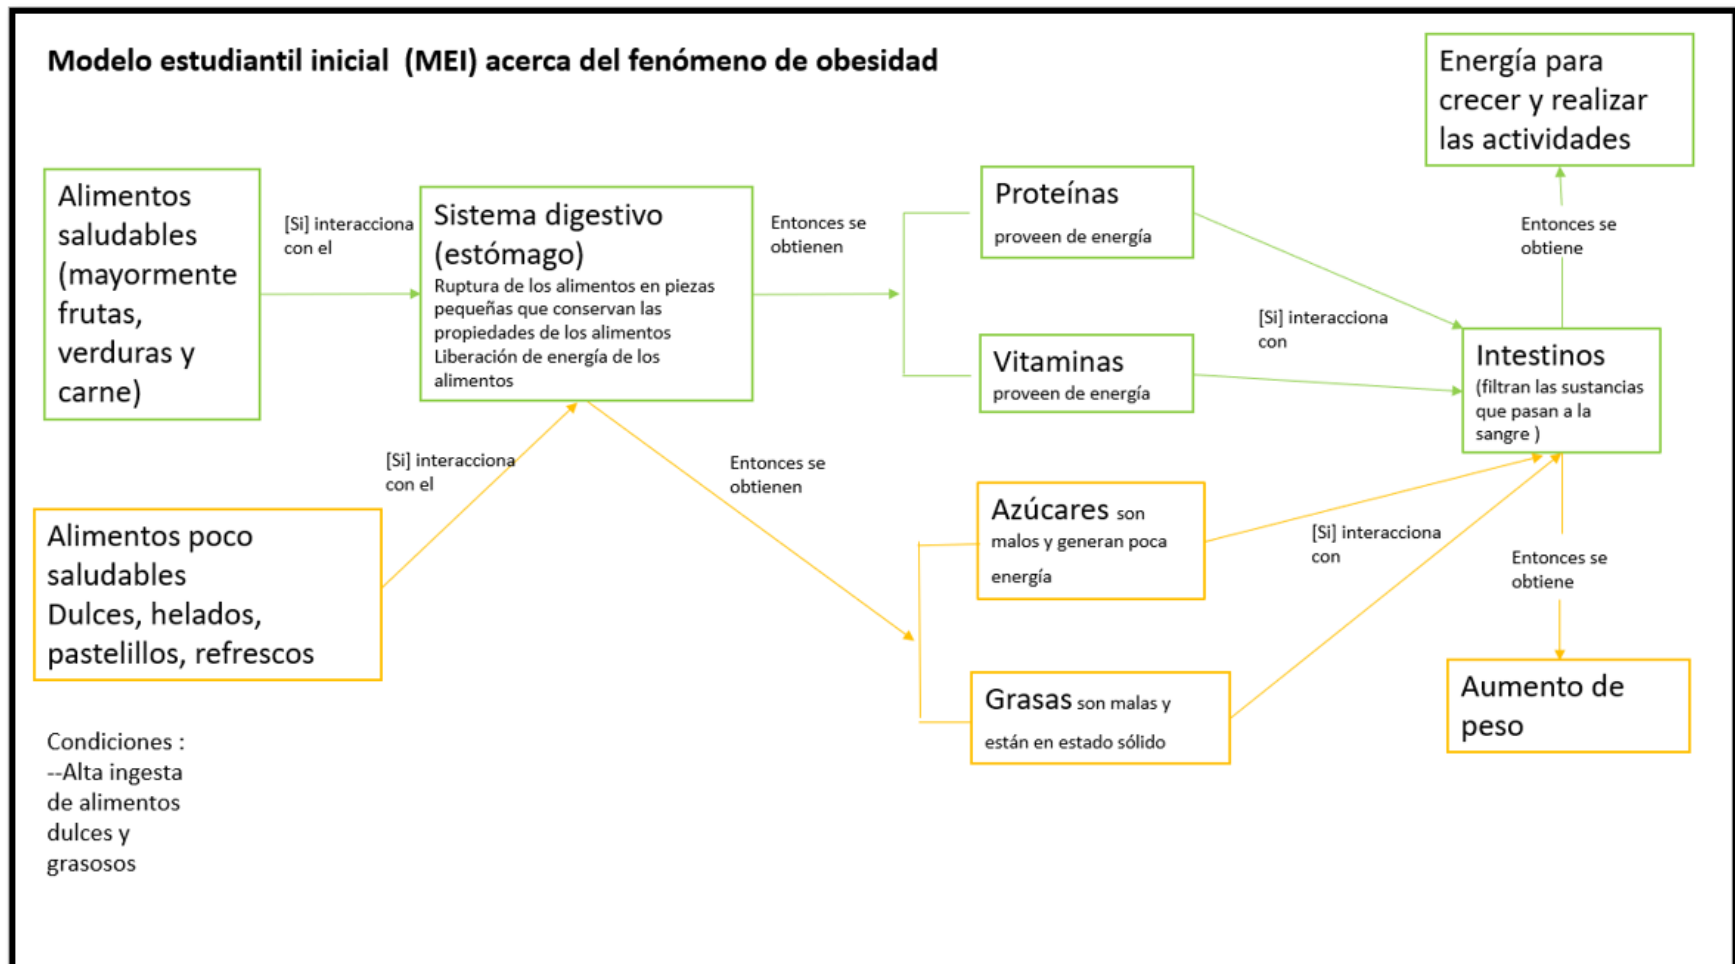 Modelo estudiantil inicial  (MEI) acerca del fenómeno de obesidad
Energía para
crecer y realizar
las actividades
Alimentos
saludables
(mayormente
frutas,
verduras y
carne)
[Si] interacciona
con el
Sistema digestivo
(estómago)
Ruptura de los alimentos en piezas
pequeñas que conservan las
propiedades de los alimentos
Liberación de energía de los
alimentos
Entonces se
obtienen
Proteínas
proveen de energía
Vitaminas
proveen de energía
[Si] interacciona
con
Entonces se
obtiene
Intestinos
(filtran las sustancias
que pasan a la
sangre )
Alimentos poco
saludables
Dulces, helados,
pastelillos, refrescos
[Si] interacciona
con el
Entonces se
obtienen
Azúcares son
malos y generan poca
energía
Grasas son malas y
están en estado sólido
[Si] interacciona
con
Entonces se
obtiene
Aumento de
peso
Condiciones :
--Alta ingesta
de alimentos
dulces y
grasosos